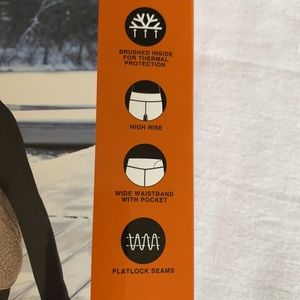 BRUSHED INSIDE
FOR THERMAL
PROTECTION
HIGH RISE
WIDE WAISTBAND
WITH POCKET
FLATLOCK SEAMS